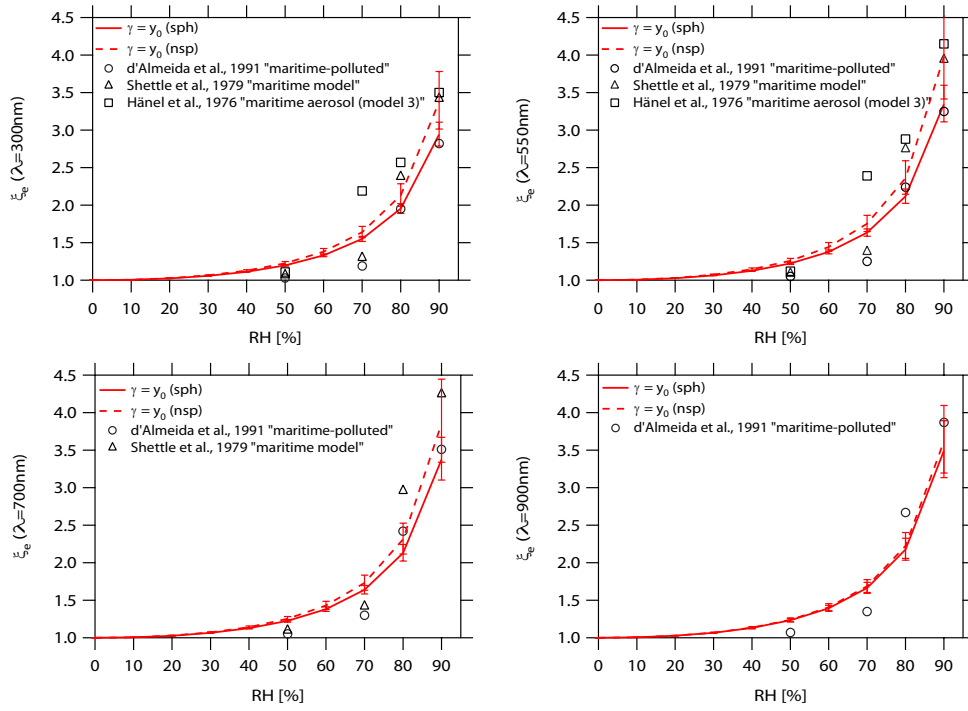 4.5
4.0
3.5
3.0
2.5
2.0
1.5
1.0
ξe (λ=300nm)
γ = y0 (sph)
γ = y0 (nsp)
d'Almeida et al., 1991 "maritime-polluted"
Shettle et al., 1979 "maritime model"
Hänel et al., 1976 "maritime aerosol (model 3)"
0 10 20 30 40 50 60 70 80 90
RH [%]
4.5
4.0
3.5
3.0
2.5
2.0
1.5
1.0
ξe (λ=550nm)
γ = y0 (sph)
γ = y0 (nsp)
d'Almeida et al., 1991 "maritime-polluted"
Shettle et al., 1979 "maritime model"
Hänel et al., 1976 "maritime aerosol (model 3)"
0 10 20 30 40 50 60 70 80 90
RH [%]
4.5
4.0
3.5
3.0
2.5
2.0
1.5
1.0
ξe (λ=700nm)
γ = y0 (sph)
γ = y0 (nsp)
d'Almeida et al., 1991 "maritime-polluted"
Shettle et al., 1979 "maritime model"
0 10 20 30 40 50 60 70 80 90
RH [%]
4.5
4.0
3.5
3.0
2.5
2.0
1.5
1.0
ξe (λ=900nm)
γ = y0 (sph)
γ = y0 (nsp)
d'Almeida et al., 1991 "maritime-polluted"
0 10 20 30 40 50 60 70 80 90
RH [%]